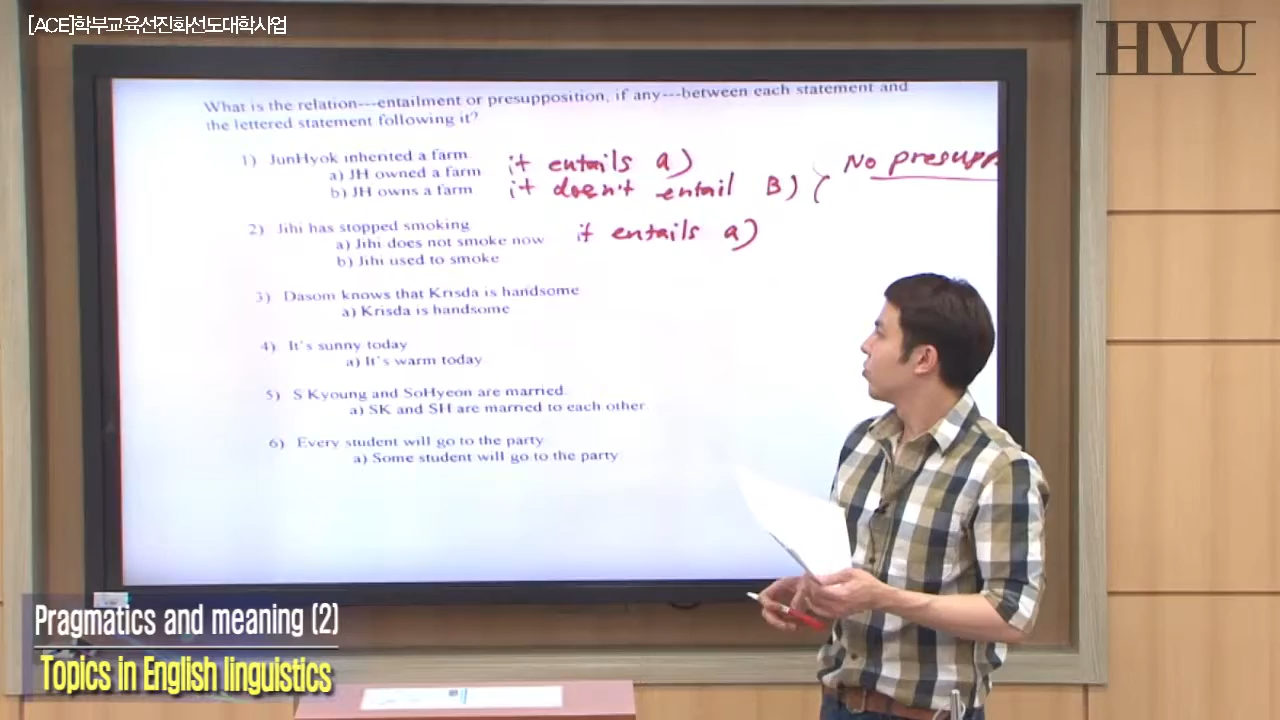 [ACE]학부교육선진화선도대학사업
HYU
What is the relation---entailment or presupposition, if any---between each statement and
the lettered statement following it?
1) JunHyok inherited a farm
a) JH owned a farm it entails a)
b) JH owns a farm it doesn't entail B) No presupp
2) Jihi has stopped smoking
a) Jihi does not smoke now it entails a)
b) Jihi used to smoke
3) Dasom knows that Krisda is handsome
a) Krisda is handsome
4) It's sunny today
a) It's warm today
5) S Kyoung and SoHyeon are married.
a) SK and SH are married to each other.
6) Every student will go to the party
a) Some student will go to the party
Pragmatics and meaning (2)
Topics in English linguistics